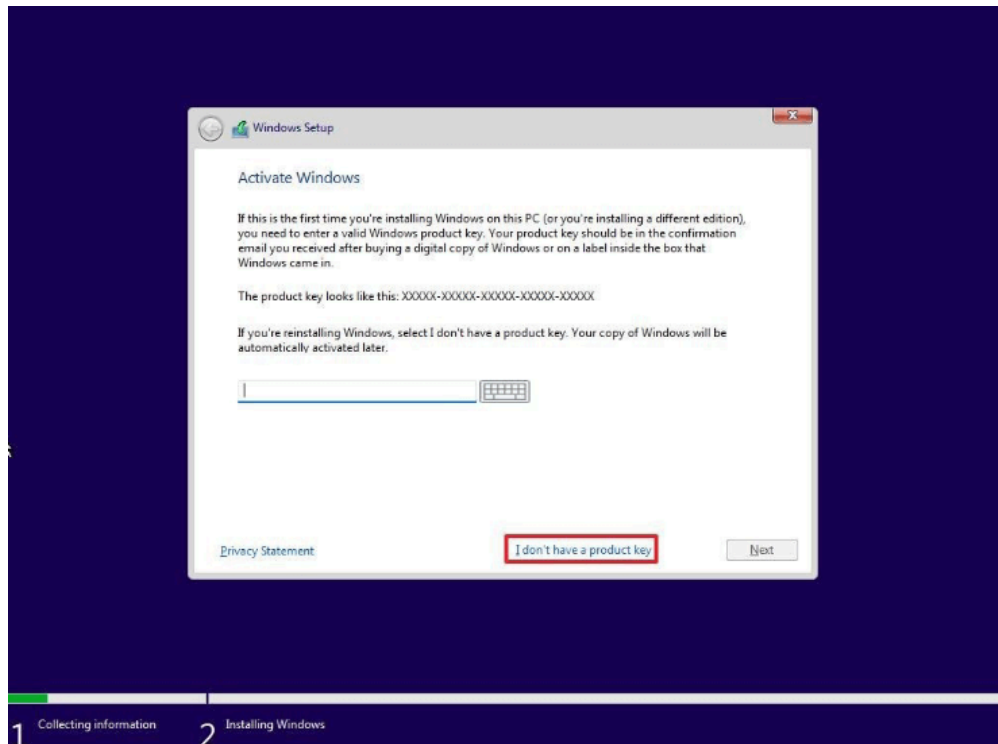 Windows Setup
Activate Windows
If this is the first time you're installing Windows on this PC (or you're installing a different edition),
you need to enter a valid Windows product key. Your product key should be in the confirmation
email you received after buying a digital copy of Windows or on a label inside the box that
Windows came in.
The product key looks like this: XXXXX-XXXXX-XXXXX-XXXXX-XXXXX
If you're reinstalling Windows, select I don't have a product key. Your copy of Windows will be
automatically activated later.
Privacy Statement
I don't have a product key
Next
1 Collecting information
2 Installing Windows